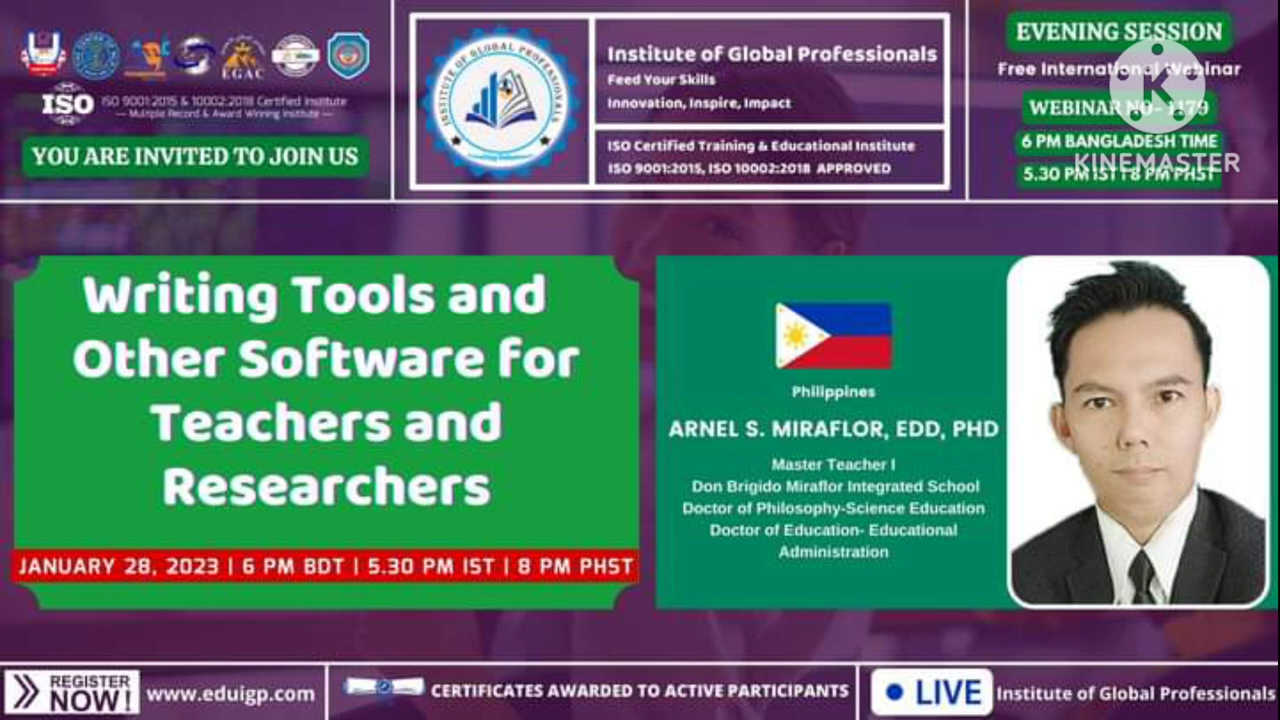 EGAC
ISO
ISO 9001:2015 & 10002:2018 Certified Institute
— Multiple Record & Award Winning Institute —
YOU ARE INVITED TO JOIN US
INSTITUTE OF GLOBAL PROFESSIONALS
Institute of Global Professionals
Feed Your Skills
Innovation, Inspire, Impact
ISO Certified Training & Educational Institute
ISO 9001:2015, ISO 10002:2018 APPROVED
EVENING SESSION
Free International Webinar
WEBINAR NO- 1179
6 PM BANGLADESH TIME
K
KINEMASTER
5.30 PM IST I 8 PM PHST
Writing Tools and
Other Software for
Teachers and
Researchers
JANUARY 28, 2023 | 6 PM BDT | 5.30 PM IST | 8 PM PHST
Philippines
ARNEL S. MIRAFLOR, EDD, PHD
Master Teacher I
Don Brigido Miraflor Integrated School
Doctor of Philosophy-Science Education
Doctor of Education- Educational
Administration
REGISTER
NOW!
www.eduigp.com
CERTIFICATES AWARDED TO ACTIVE PARTICIPANTS
LIVE
Institute of Global Professionals